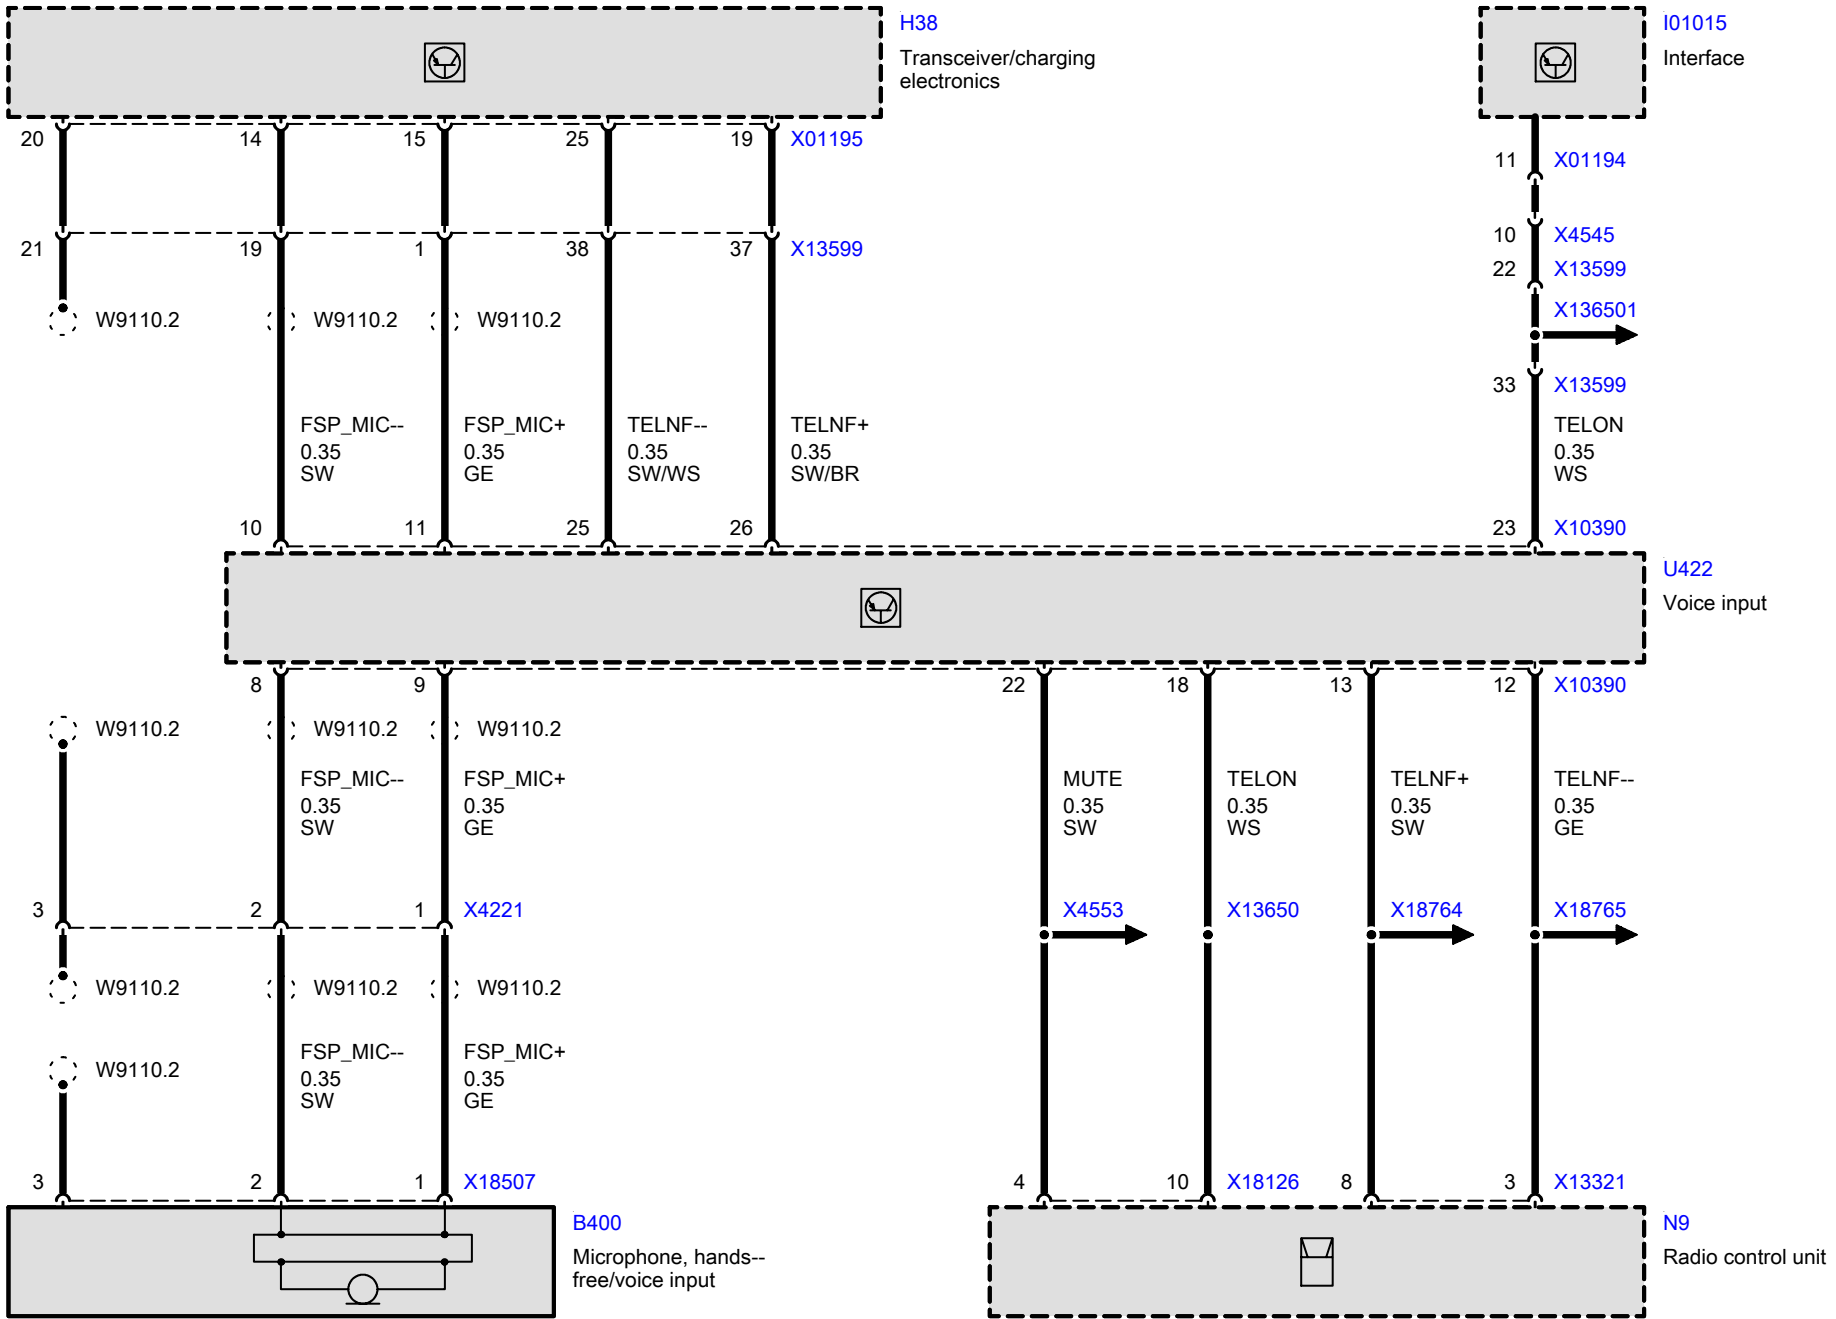 H38
Transceiver/charging
electronics
I01015
Interface
20 14 15 25 19 X01195
11 X01194
21 19 1 38 37 X13599
10 X4545
22 X13599
X136501
W9110.2 W9110.2 W9110.2
33 X13599
FSP_MIC-- FSP_MIC+ TELNF-- TELNF+ TELON
0.35 0.35 0.35 0.35 0.35
SW GE SW/WS SW/BR WS
10 11 25 26 23 X10390
U422
Voice input
8 9 22 18 13 12 X10390
W9110.2 W9110.2 W9110.2
FSP_MIC-- FSP_MIC+ MUTE TELON TELNF+ TELNF--
0.35 0.35 0.35 0.35 0.35 0.35
SW GE SW WS SW GE
3 2 1 X4221 X4553 X13650 X18764 X18765
W9110.2 W9110.2 W9110.2
FSP_MIC-- FSP_MIC+
W9110.2 0.35 0.35
SW GE
3 2 1 X18507 4 10 X18126 8 3 X13321
B400
Microphone, hands--
free/voice input
N9
Radio control unit